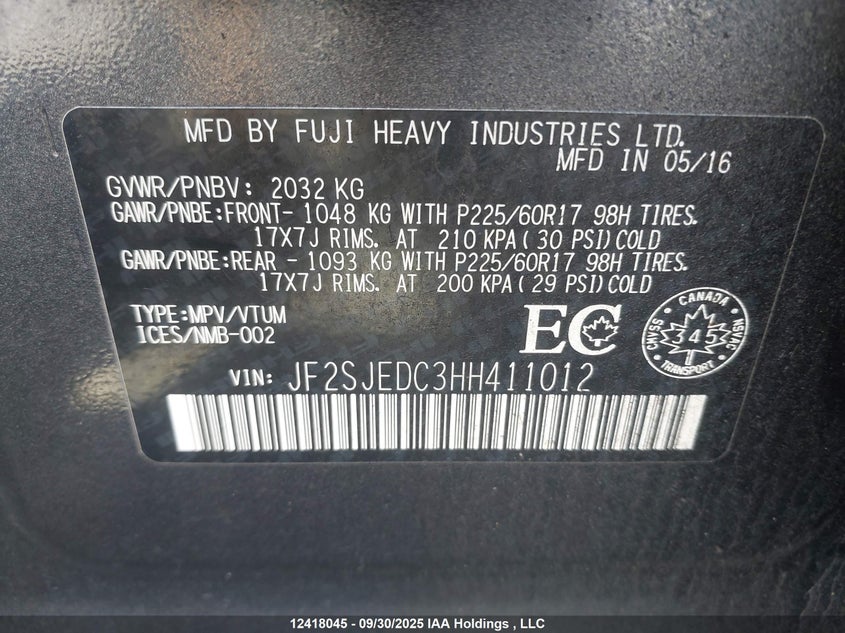 MFD BY FUJI HEAVY INDUSTRIES LTD.
MFD IN 05/16
GVWR/PNBV: 2032 KG
GAWR/PNBE:FRONT- 1048 KG WITH P225/60R17 98H TIRES.
17X7J RIMS. AT 210 KPA(30 PSI)COLD
GAWR/PNBE:REAR - 1093 KG WITH P225/60R17 98H TIRES.
17X7J RIMS. AT 200 KPA(29 PSI)COLD
TYPE:MPV/VTUM
ICES/NMB-002
EC
CANADA
CMVSS 345 NSVAC
TRANSPORT
VIN: JF2SJEDC3HH411012
12418045 - 09/30/2025 IAA Holdings , LLC